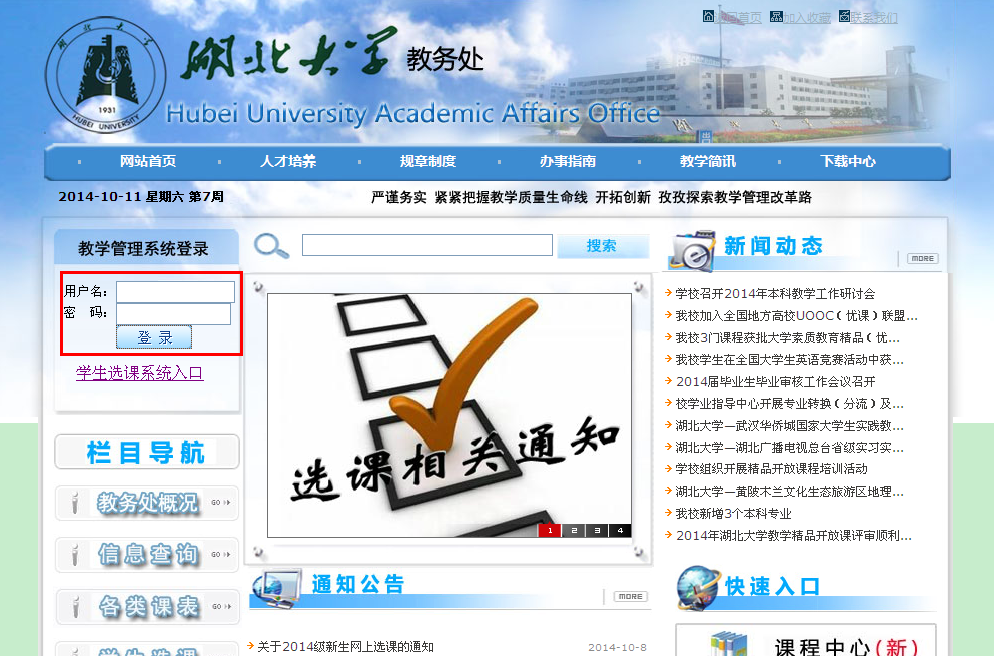 返回首页 加入收藏 联系我们
湖北大学 教务处
1931
HUBEI UNIVERSITY
Hubei University Academic Affairs Office
网站首页 人才培养 规章制度 办事指南 教学简讯 下载中心
2014-10-11 星期六 第7周
严谨务实 紧紧把握教学质量生命线 开拓创新 孜孜探索教学管理改革路
教学管理系统登录
用户名:
密 码:
登 录
学生选课系统入口
栏目导航
教务处概况 GO
信息查询 GO
各类课表 GO
学生选课
搜索
选课相关通知
1 2 3 4
通知公告
MORE
关于2014级新生网上选课的通知 2014-10-8
新闻动态
MORE
学校召开2014年本科教学工作研讨会
我校加入全国地方高校UOOC（优课）联盟...
我校3门课程获批大学素质教育精品（优...
我校学生在全国大学生英语竞赛活动中获...
2014届毕业生毕业审核工作会议召开
校学业指导中心开展专业转换（分流）及...
湖北大学—武汉华侨城国家大学生实践教...
湖北大学—湖北广播电视总台省级实习实...
学校组织开展精品开放课程培训活动
湖北大学—黄陂木兰文化生态旅游区地理...
我校新增3个本科专业
2014年湖北大学教学精品开放课评审顺利...
快速入口
课程中心(新)